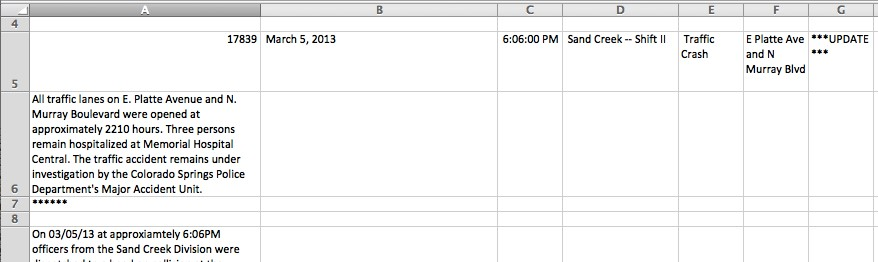 A B C D E F G
4
17839 March 5, 2013 6:06:00 PM Sand Creek -- Shift II Traffic E Platte Ave ***UPDATE
Crash and N ***
Murray Blvd
5
All traffic lanes on E. Platte Avenue and N.
Murray Boulevard were opened at
approximately 2210 hours. Three persons
remain hospitalized at Memorial Hospital
Central. The traffic accident remains under
investigation by the Colorado Springs Police
6 Department's Major Accident Unit.
7 ******
8
On 03/05/13 at approxiamtely 6:06PM
officers from the Sand Creek Division were